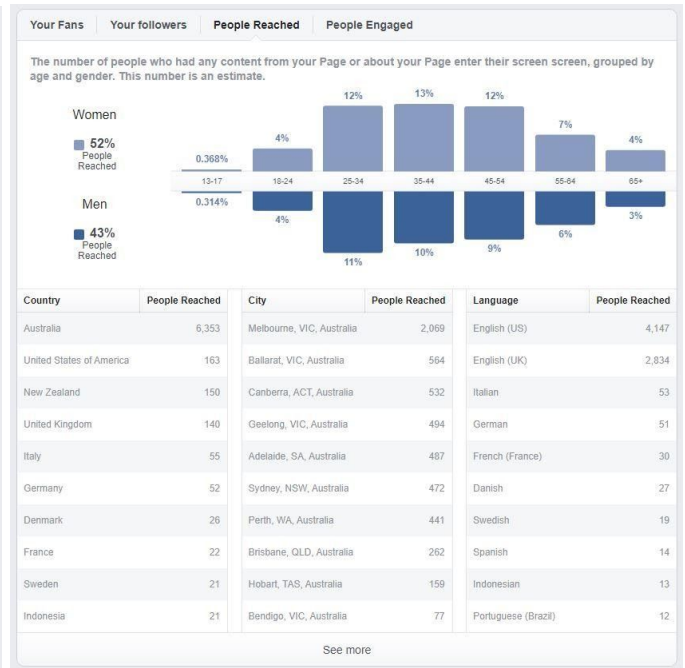 Your Fans Your followers People Reached People Engaged
The number of people who had any content from your Page or about your Page enter their screen screen, grouped by
age and gender. This number is an estimate.
Women
52%
People
Reached
0.368% 4% 12% 13% 12% 7% 4%
13-17 18-24 25-34 35-44 45-54 55-64 65+
Men
43%
People
Reached
0.314% 4% 11% 10% 9% 6% 3%
Country People Reached City People Reached Language People Reached
Australia 6,353 Melbourne, VIC, Australia 2,069 English (US) 4,147
United States of America 163 Ballarat, VIC, Australia 564 English (UK) 2,834
New Zealand 150 Canberra, ACT, Australia 532 Italian 53
United Kingdom 140 Geelong, VIC, Australia 494 German 51
Italy 55 Adelaide, SA, Australia 487 French (France) 30
Germany 52 Sydney, NSW, Australia 472 Danish 27
Denmark 26 Perth, WA, Australia 441 Swedish 19
France 22 Brisbane, QLD, Australia 262 Spanish 14
Sweden 21 Hobart, TAS, Australia 159 Indonesian 13
Indonesia 21 Bendigo, VIC, Australia 77 Portuguese (Brazil) 12
See more